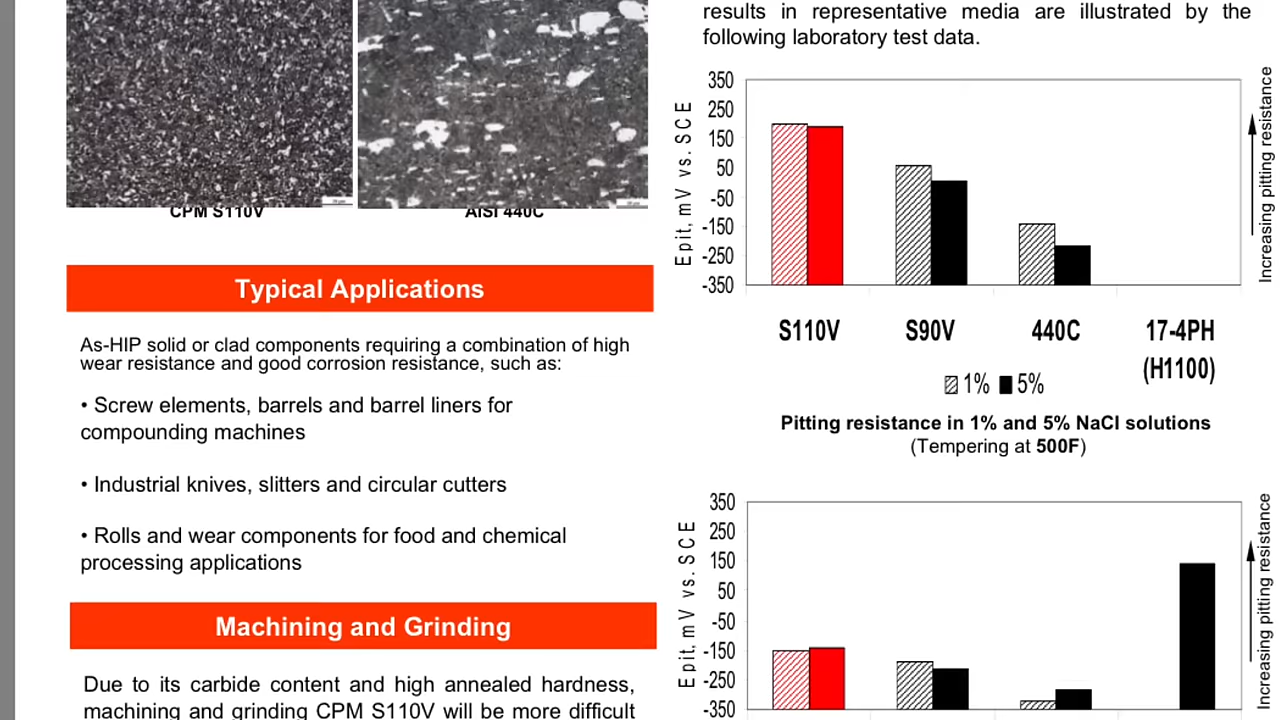 CPM S110V
AISI 440C
Typical Applications
As-HIP solid or clad components requiring a combination of high
wear resistance and good corrosion resistance, such as:
• Screw elements, barrels and barrel liners for
compounding machines
• Industrial knives, slitters and circular cutters
• Rolls and wear components for food and chemical
processing applications
Machining and Grinding
Due to its carbide content and high annealed hardness,
machining and grinding CPM S110V will be more difficult
results in representative media are illustrated by the
following laboratory test data.
350
250
150
50
-50
-150
-250
-350
Epit, mV vs. SCE
Increasing pitting resistance
S110V
S90V
440C
17-4PH
(H1100)
1%
5%
Pitting resistance in 1% and 5% NaCl solutions
(Tempering at 500F)
350
250
150
50
-50
-150
-250
-350
Epit, mV vs. SCE
Increasing pitting resistance